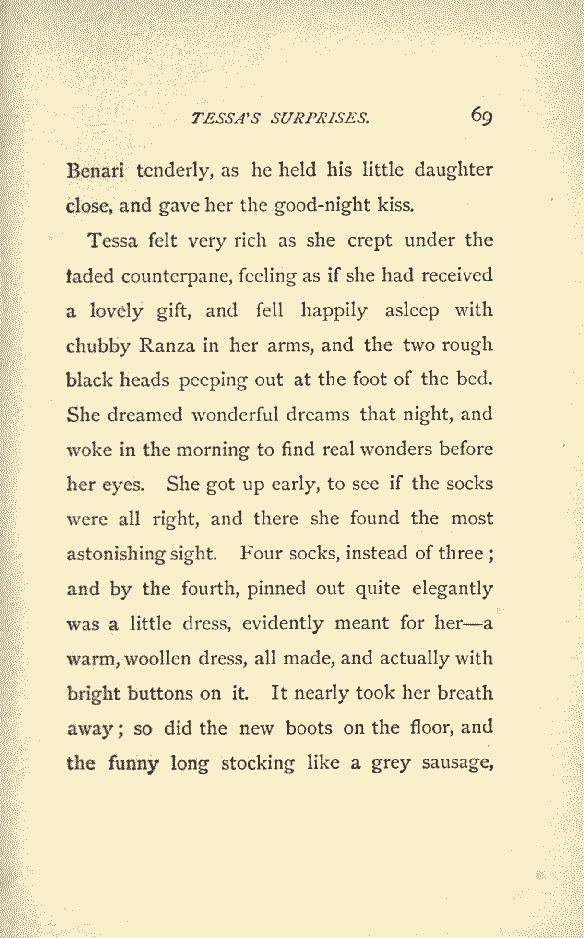 TESSA'S SURPRISES. 69
Benari tenderly, as he held his little daughter
close, and gave her the good-night kiss.
Tessa felt very rich as she crept under the
faded counterpane, feeling as if she had received
a lovely gift, and fell happily asleep with
chubby Ranza in her arms, and the two rough
black heads peeping out at the foot of the bed.
She dreamed wonderful dreams that night, and
woke in the morning to find real wonders before
her eyes. She got up early, to see if the socks
were all right, and there she found the most
astonishing sight. Four socks, instead of three;
and by the fourth, pinned out quite elegantly
was a little dress, evidently meant for her—a
warm, woollen dress, all made, and actually with
bright buttons on it. It nearly took her breath
away; so did the new boots on the floor, and
the funny long stocking like a grey sausage,